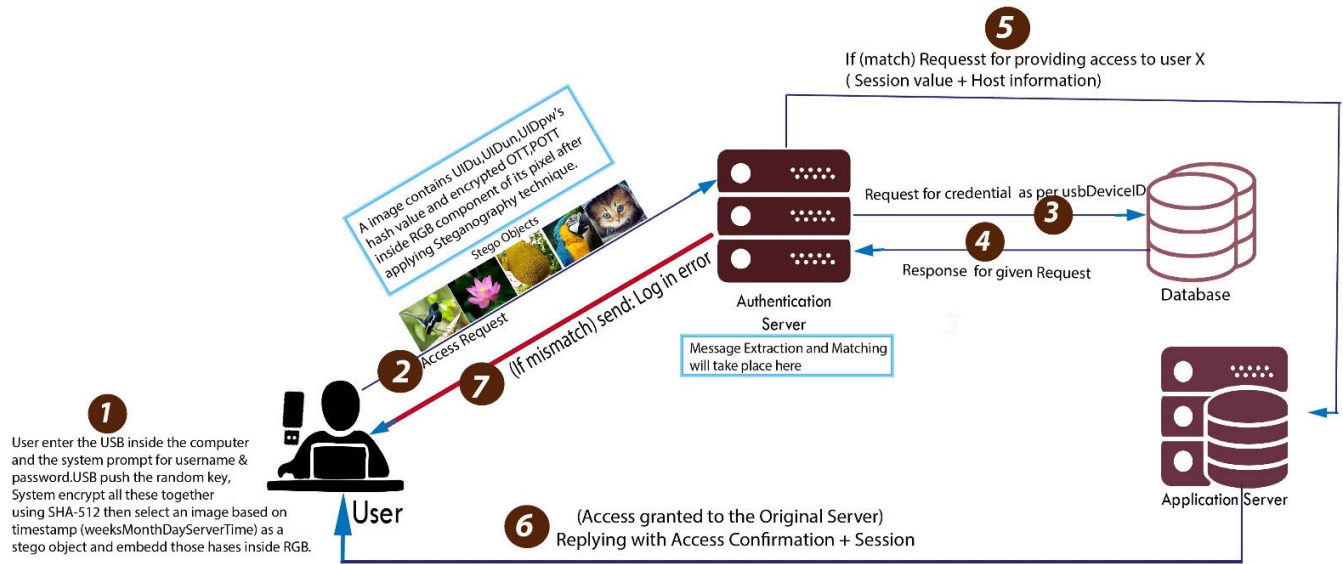 1
User enter the USB inside the computer
and the system prompt for username &
password.USB push the random key,
System encrypt all these together
using SHA-512 then select an image based on
timestamp (weeksMonthDayServerTime) as a
stego object and embedd those hases inside RGB.
User
2
Access Request
A image contains UIDu,UIDun,UIDpw's
hash value and encrypted OTT,POTT
inside RGB component of its pixel after
applying Steganography technique.
Stego Objects
7
(If mismatch) send: Log in error
Authentication
Server
Message Extraction and Matching
will take place here
Request for credential as per usbDeviceID
3
4
Response for given Request
Database
3
5
If (match) Requesst for providing access to user X
( Session value + Host information)
Application Server
6
(Access granted to the Original Server)
Replying with Access Confirmation + Session